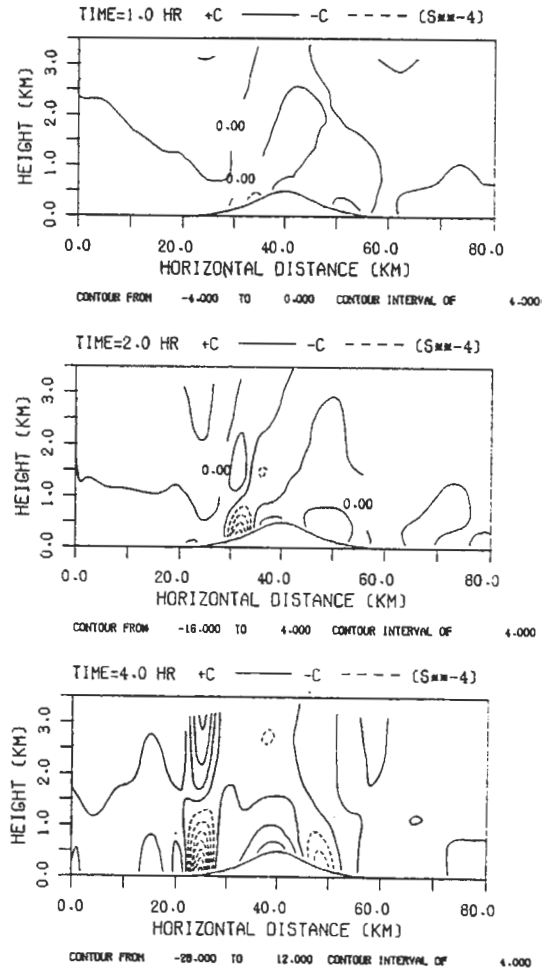 TIME=1.0 HR +C ——— -C - - - - (S**-4)
HEIGHT (KM)
3.0
2.0
1.0
0.0
0.00
0.00
0.0 20.0 40.0 60.0 80.0
HORIZONTAL DISTANCE (KM)
CONTOUR FROM -4.000 TO 0.000 CONTOUR INTERVAL OF 4.000
TIME=2.0 HR +C ——— -C - - - - (S**-4)
HEIGHT (KM)
3.0
2.0
1.0
0.0
0.00
0.00
0.0 20.0 40.0 60.0 80.0
HORIZONTAL DISTANCE (KM)
CONTOUR FROM -16.000 TO 4.000 CONTOUR INTERVAL OF 4.000
TIME=4.0 HR +C ——— -C - - - - (S**-4)
HEIGHT (KM)
3.0
2.0
1.0
0.0
0.0 20.0 40.0 60.0 80.0
HORIZONTAL DISTANCE (KM)
CONTOUR FROM -28.000 TO 12.000 CONTOUR INTERVAL OF 4.000